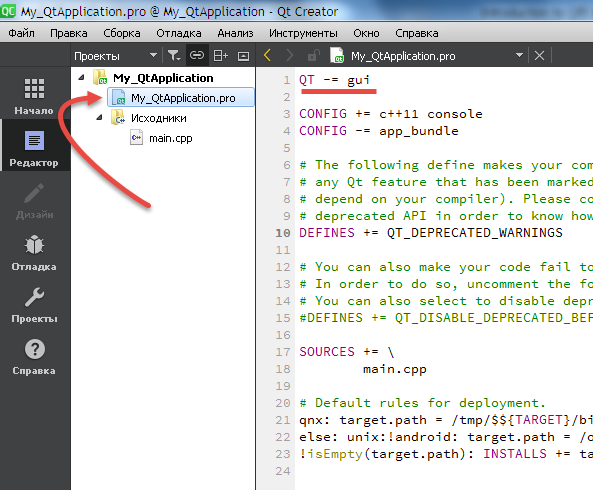 My_QtApplication.pro @ My_QtApplication - Qt Creator
Файл Правка Сборка Отладка Анализ Инструменты Окно Справка
Проекты
My_QtApplication.pro
Начало
Редактор
Дизайн
Отладка
Проекты
Справка
My_QtApplication
My_QtApplication.pro
Исходники
main.cpp
1 QT -= gui
2
3 CONFIG += c++11 console
4 CONFIG -= app_bundle
5
6 # The following define makes your com
7 # any Qt feature that has been marked
8 # depend on your compiler). Please co
9 # deprecated API in order to know how
10 DEFINES += QT_DEPRECATED_WARNINGS
11
12 # You can also make your code fail to
13 # In order to do so, uncomment the fo
14 # You can also select to disable depr
15 #DEFINES += QT_DISABLE_DEPRECATED_BEF
16
17 SOURCES += \
18 main.cpp
19
20 # Default rules for deployment.
21 qnx: target.path = /tmp/$${TARGET}/bi
22 else: unix:!android: target.path = /o
23 !isEmpty(target.path): INSTALLS += ta
24